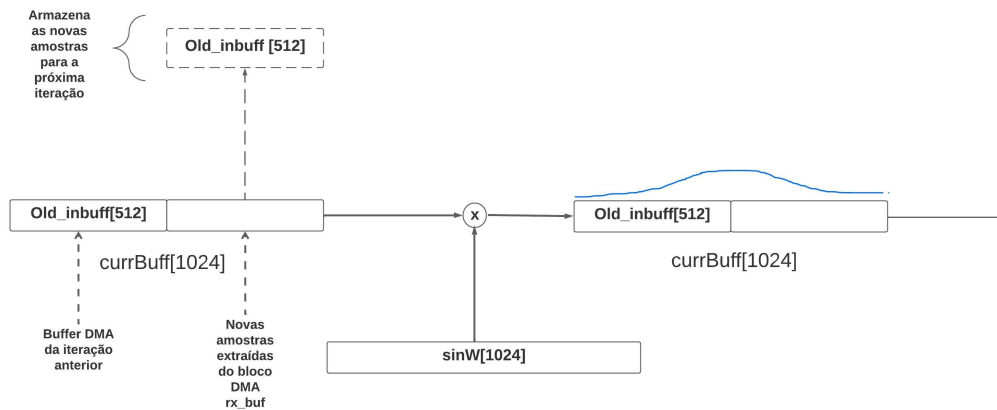 Armazena
as novas
amostras
para a
próxima
iteração
Old_inbuff [512]
Old_inbuff[512]
currBuff[1024]
Buffer DMA
da iteração
anterior
Novas
amostras
extraídas
do bloco
DMA
rx_buf
x
sinW[1024]
Old_inbuff[512]
currBuff[1024]